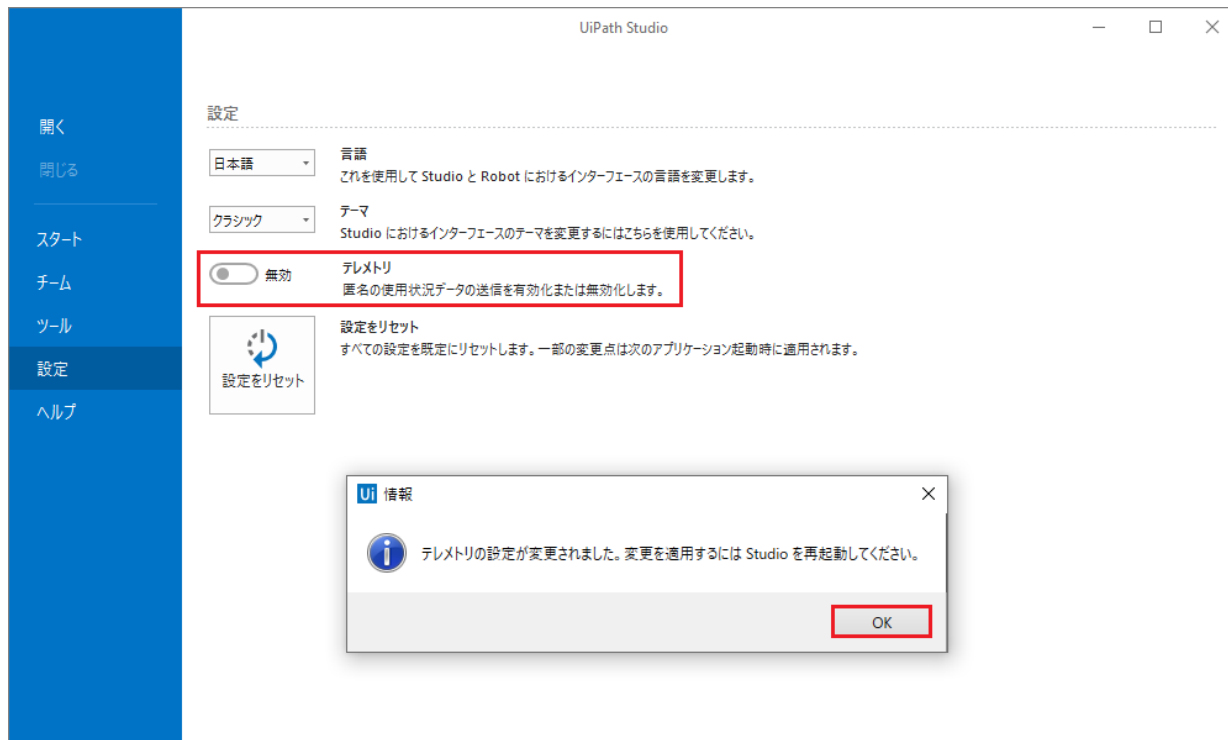 UiPath Studio
開く
閉じる
スタート
チーム
ツール
設定
ヘルプ
設定
日本語
言語
これを使用して Studio と Robot におけるインターフェースの言語を変更します。
クラシック
テーマ
Studio におけるインターフェースのテーマを変更するにはこちらを使用してください。
無効
テレメトリ
匿名の使用状況データの送信を有効化または無効化します。
設定をリセット
設定をリセット
すべての設定を既定にリセットします。一部の変更点は次のアプリケーション起動時に適用されます。
Ui 情報
テレメトリの設定が変更されました。変更を適用するには Studio を再起動してください。
OK